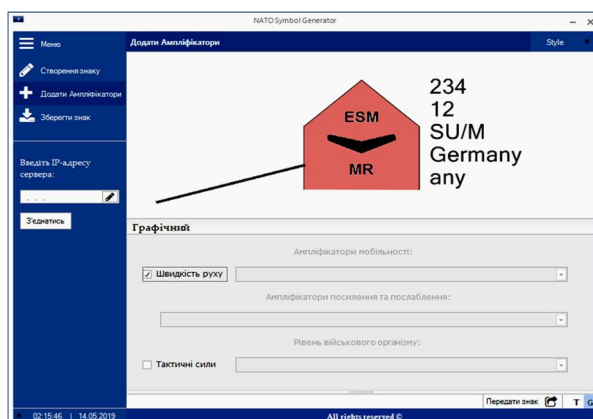 NATO Symbol Generator
Меню
Додати Ампліфікатори
Style
Створення знаку
Додати Ампліфікатори
Зберегти знак
Введіть IP-адресу
сервера:
. . .
З'єднатись
ESM
MR
234
12
SU/M
Germany
any
Графічний
Ампліфікатори мобільності:
Швидкість руху
Ампліфікатори посилення та послаблення:
Рівень військового організму:
Тактичні сили
Передати знак
T
G
02:15:46 | 14.05.2019
All rights reserved ©